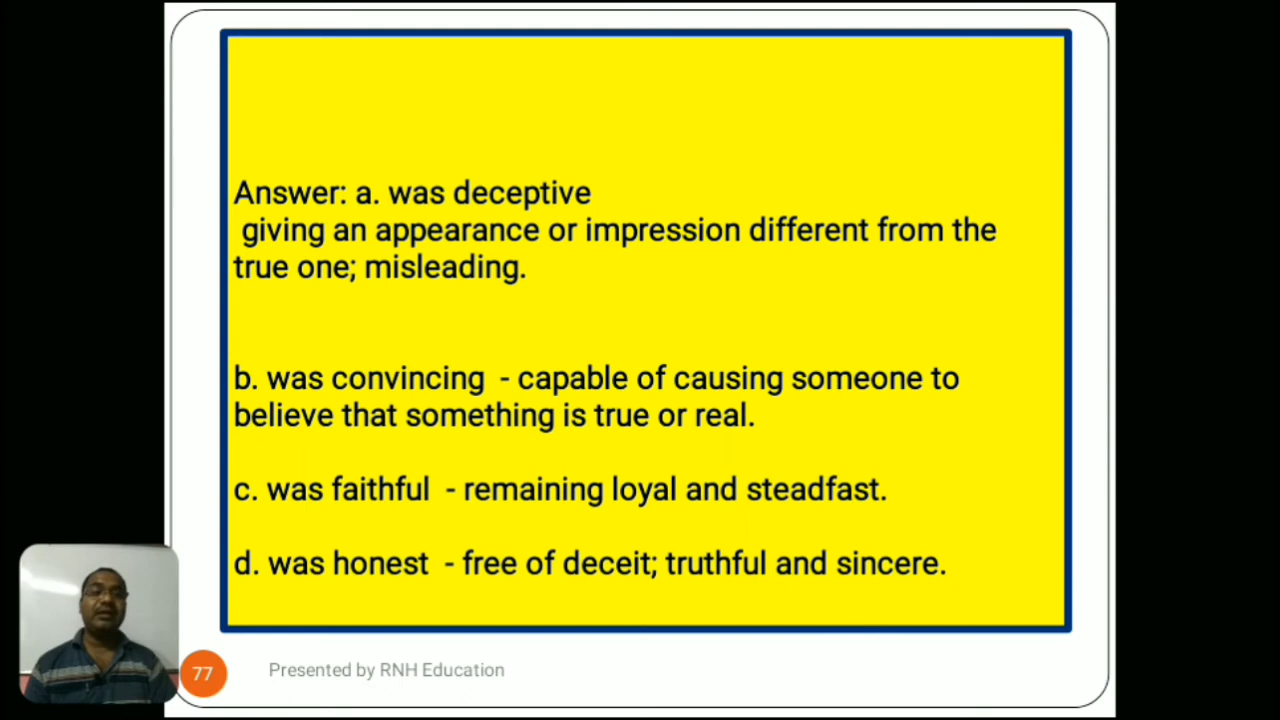 Answer: a. was deceptive
giving an appearance or impression different from the
true one; misleading.
b. was convincing - capable of causing someone to
believe that something is true or real.
c. was faithful - remaining loyal and steadfast.
d. was honest - free of deceit; truthful and sincere.
77
Presented by RNH Education